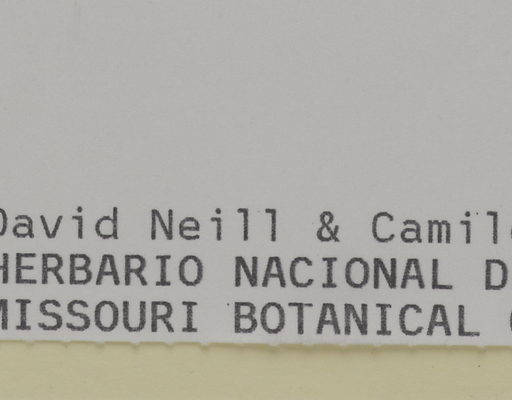 David Neill & Camil
HERBARIO NACIONAL D
MISSOURI BOTANICAL